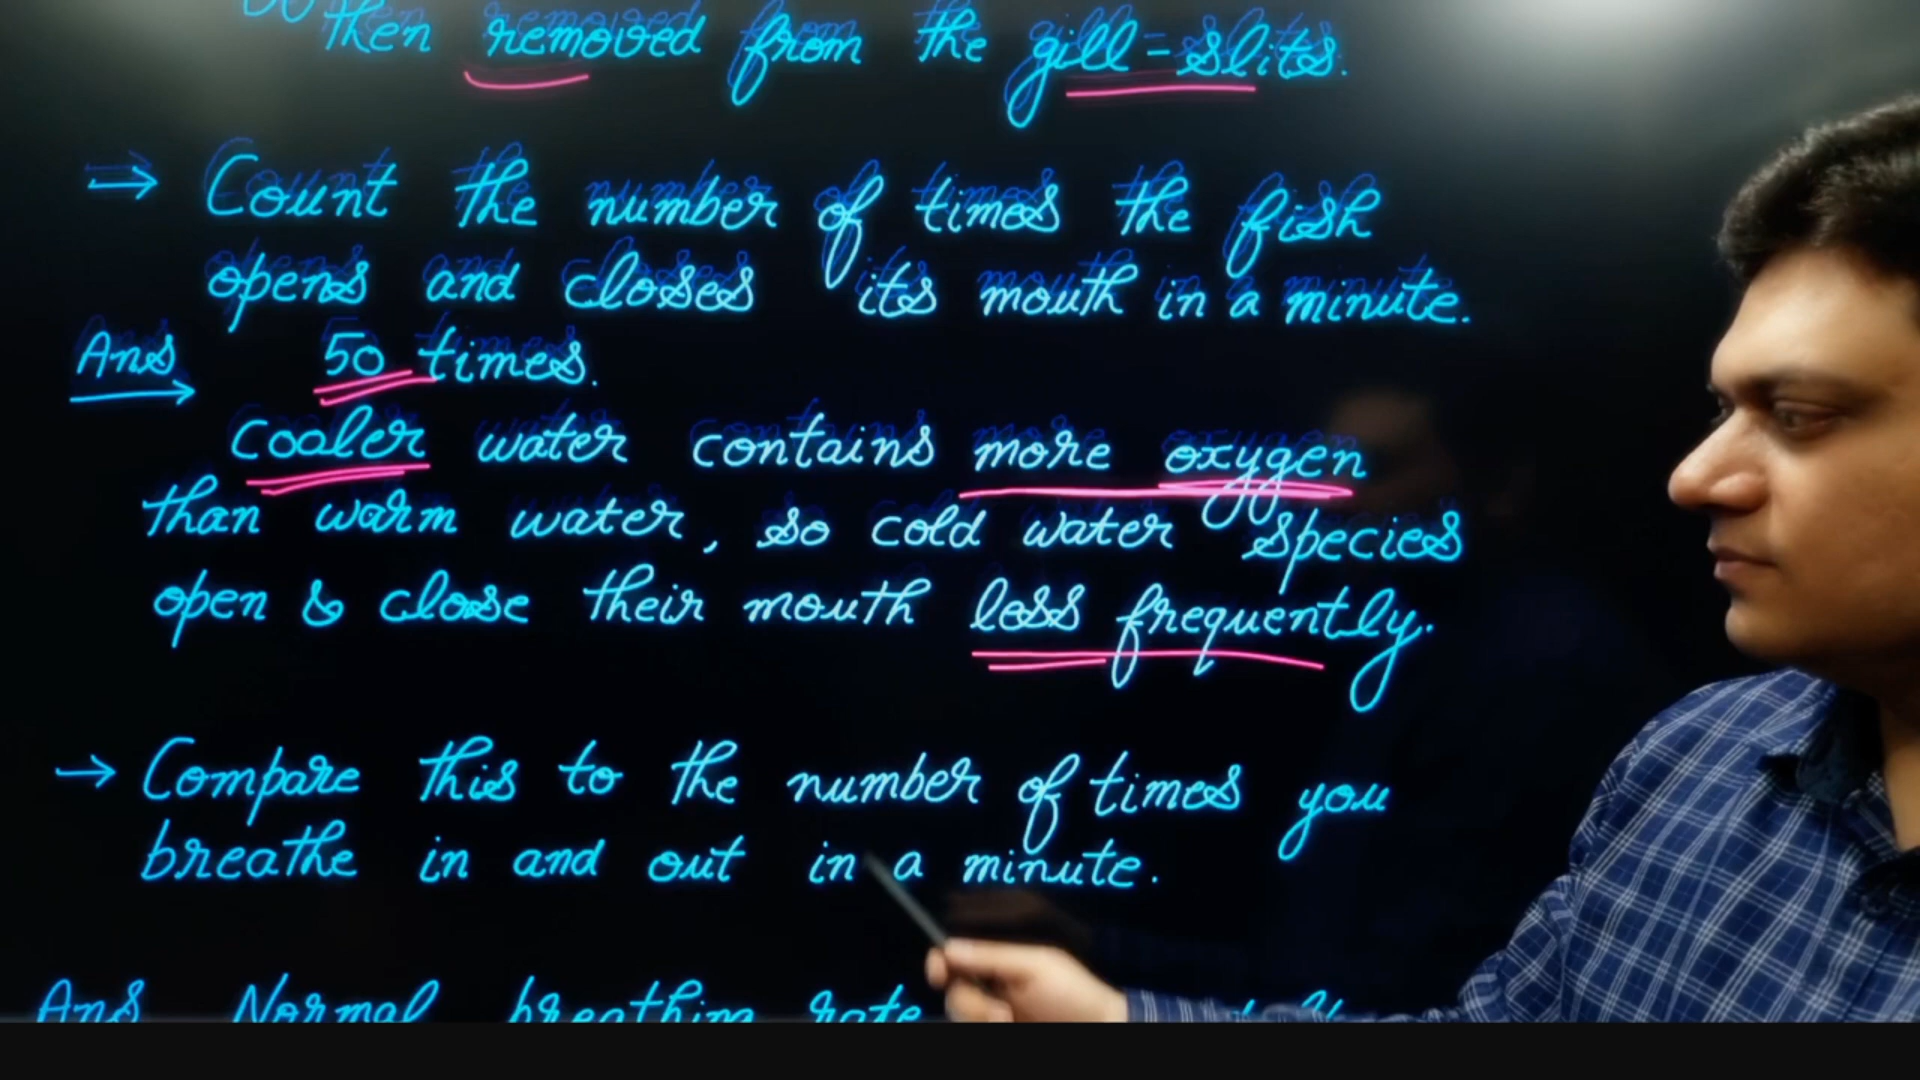 then removed from the gill-slits.
⇒ Count the number of times the fish
opens and closes its mouth in a minute.
Ans 50 times.
Cooler water contains more oxygen
than warm water, so cold water species
open & close their mouth less frequently.
→ Compare this to the number of times you
breathe in and out in a minute.
Ans Normal breathing rate